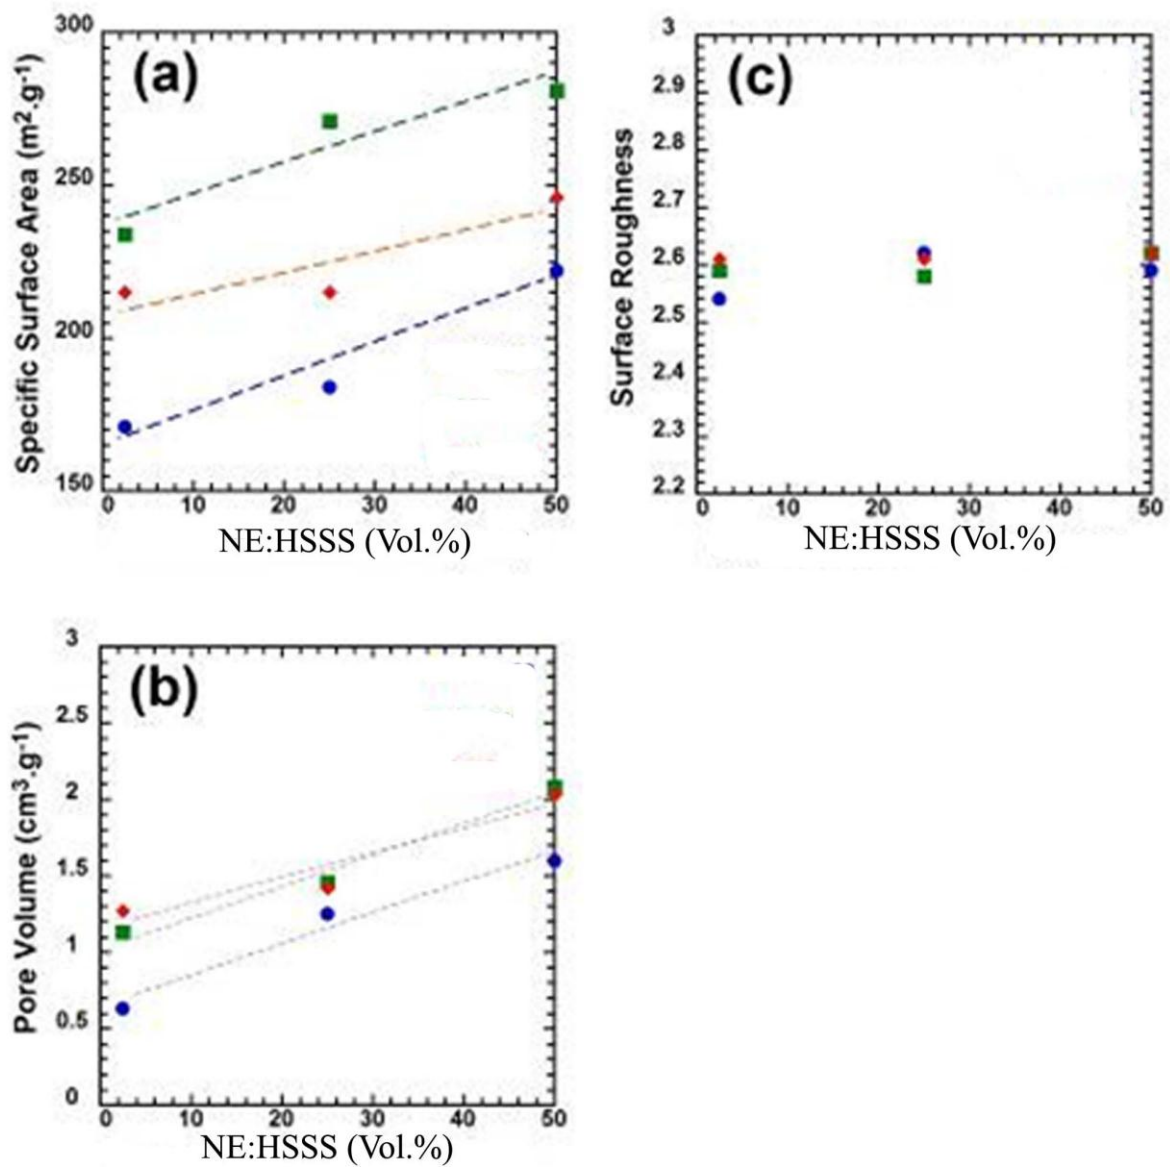 (a)
Specific Surface Area (m².g⁻¹)
300
250
200
150
0 10 20 30 40 50
NE:HSSS (Vol.%)
(c)
Surface Roughness
3
2.9
2.8
2.7
2.6
2.5
2.4
2.3
2.2
0 10 20 30 40 50
NE:HSSS (Vol.%)
(b)
Pore Volume (cm³.g⁻¹)
3
2.5
2
1.5
1
0.5
0
0 10 20 30 40 50
NE:HSSS (Vol.%)